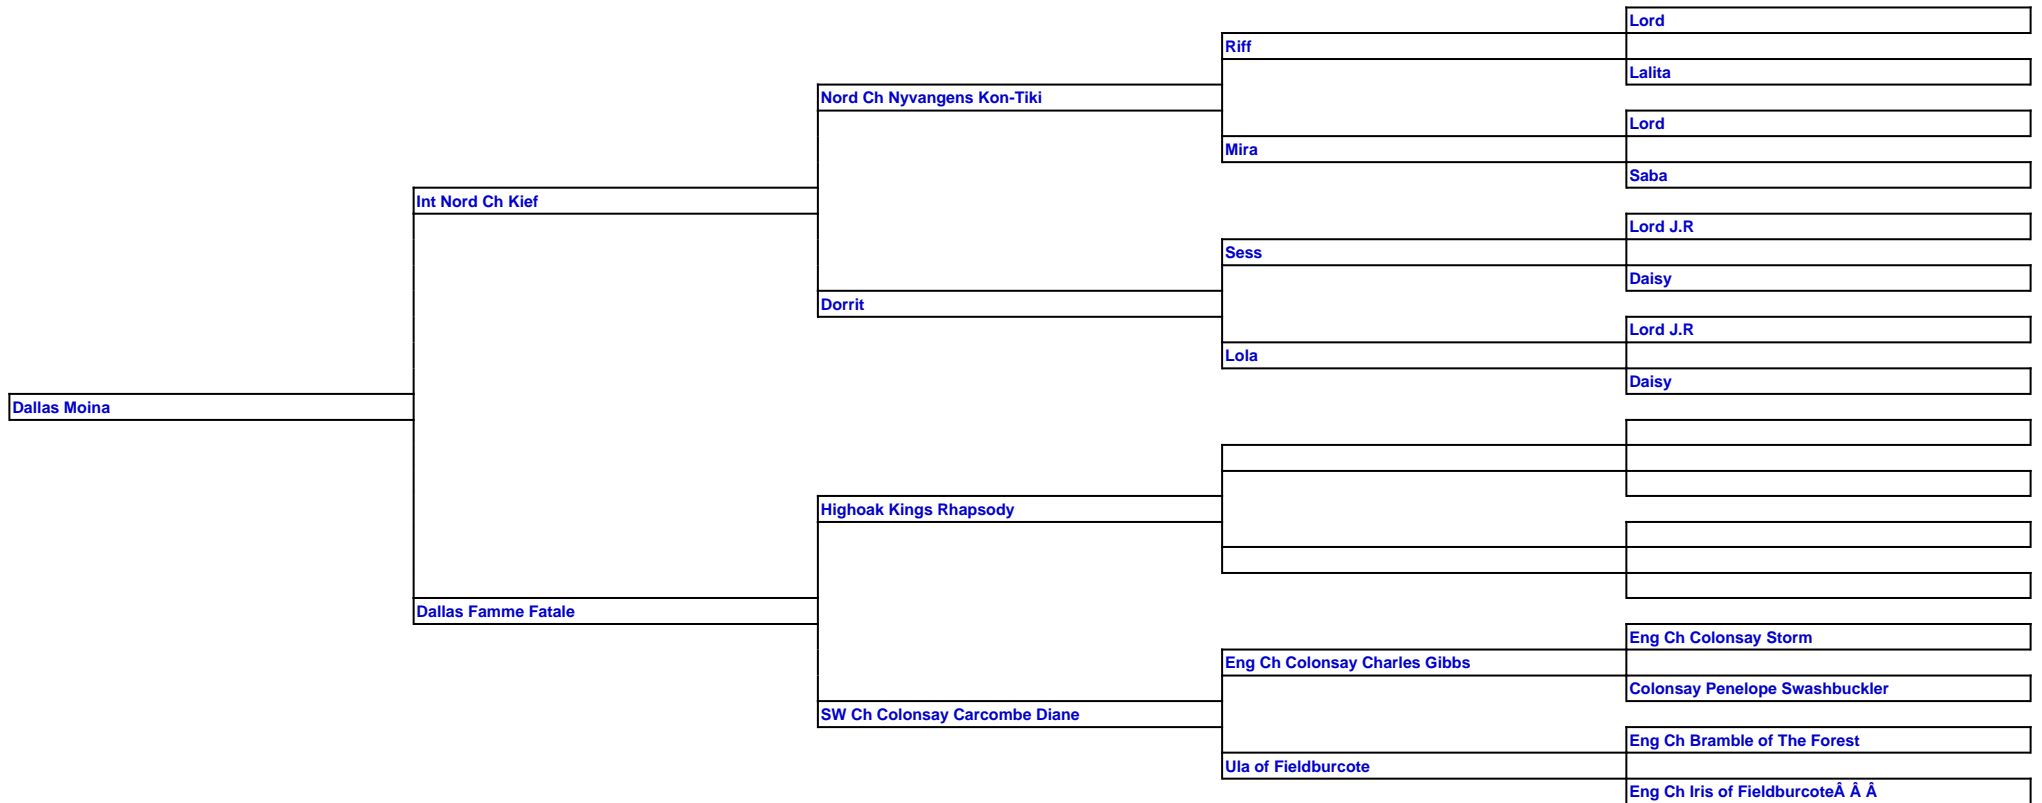 Lord
Riff
Lalita
Nord Ch Nyvangens Kon-Tiki
Lord
Mira
Saba
Int Nord Ch Kief
Lord J.R
Sess
Daisy
Dorrit
Lord J.R
Lola
Daisy
Dallas Moina
Highoak Kings Rhapsody
Dallas Famme Fatale
Eng Ch Colonsay Storm
Eng Ch Colonsay Charles Gibbs
Colonsay Penelope Swashbuckler
SW Ch Colonsay Carcombe Diane
Eng Ch Bramble of The Forest
Ula of Fieldburcote
Eng Ch Iris of FieldburcoteÂ Â Â